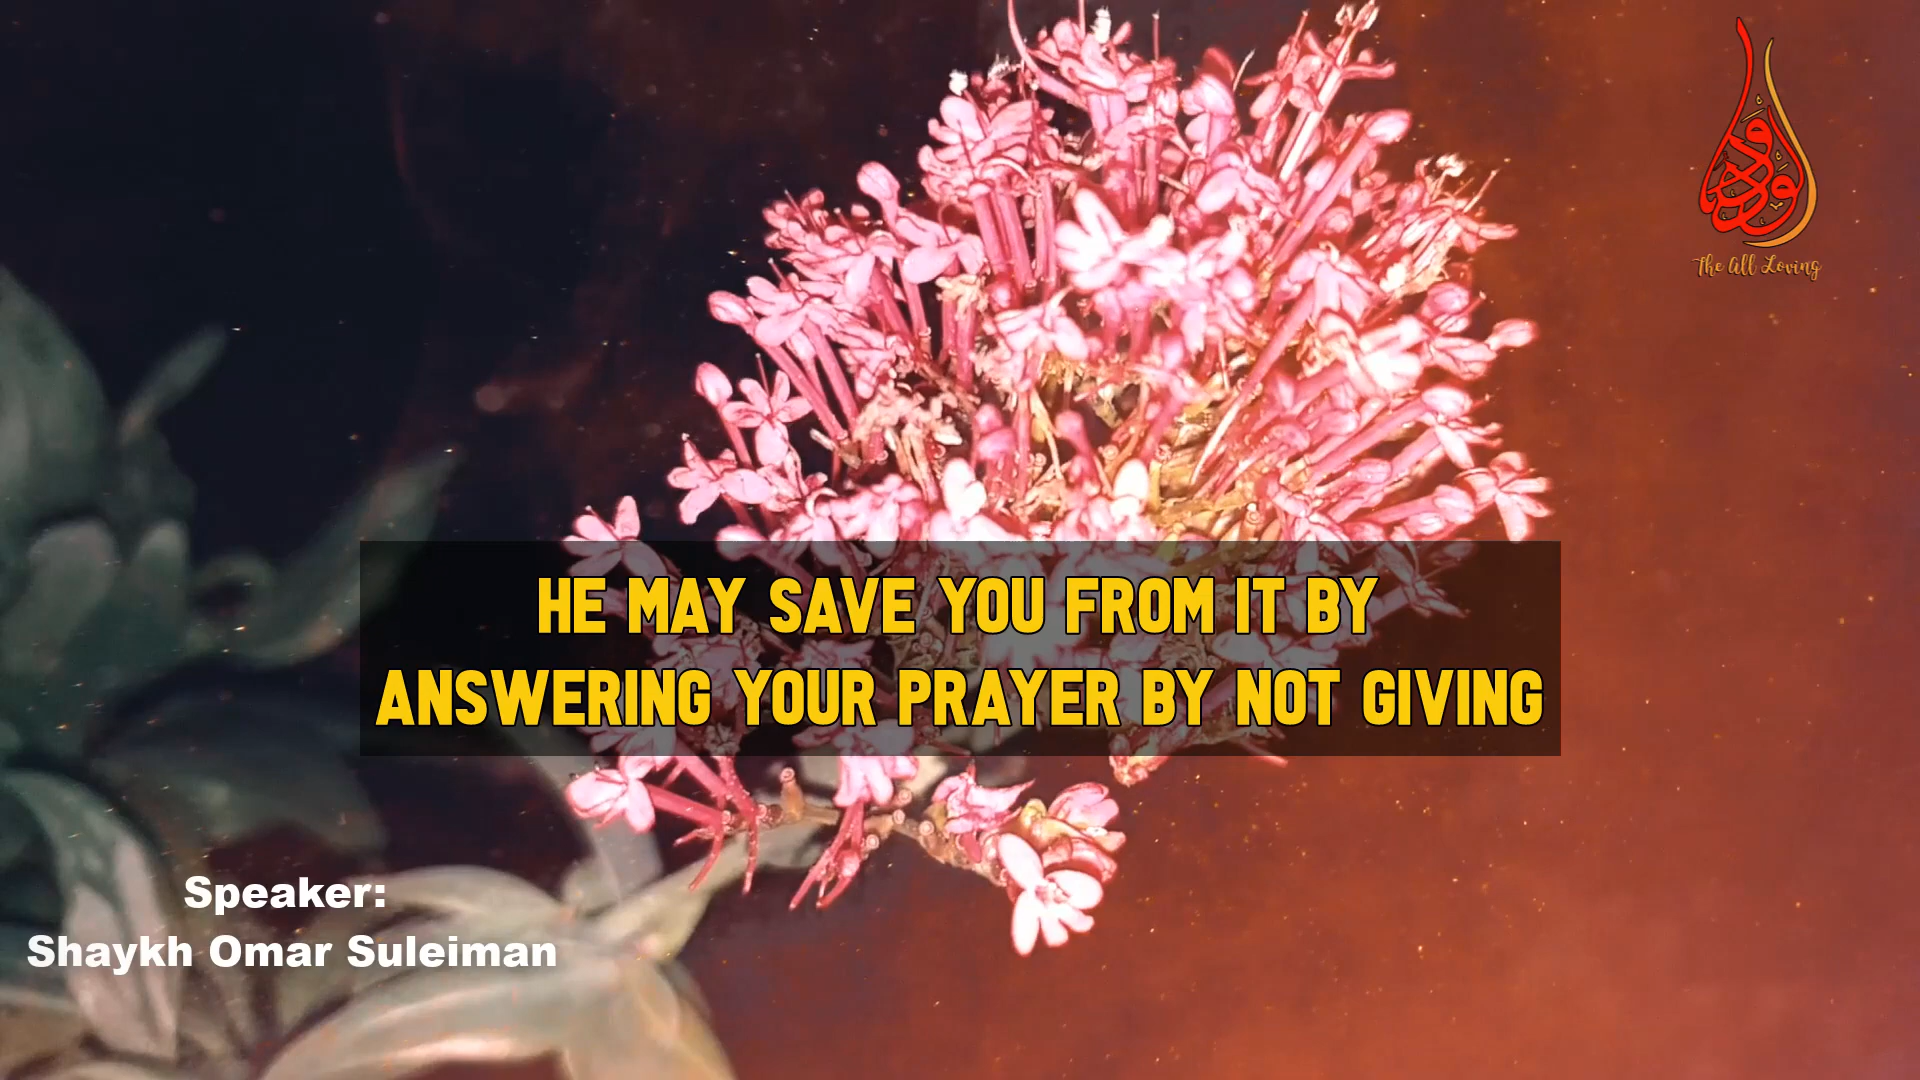 The All Loving
HE MAY SAVE YOU FROM IT BY
ANSWERING YOUR PRAYER BY NOT GIVING
Speaker:
Shaykh Omar Suleiman